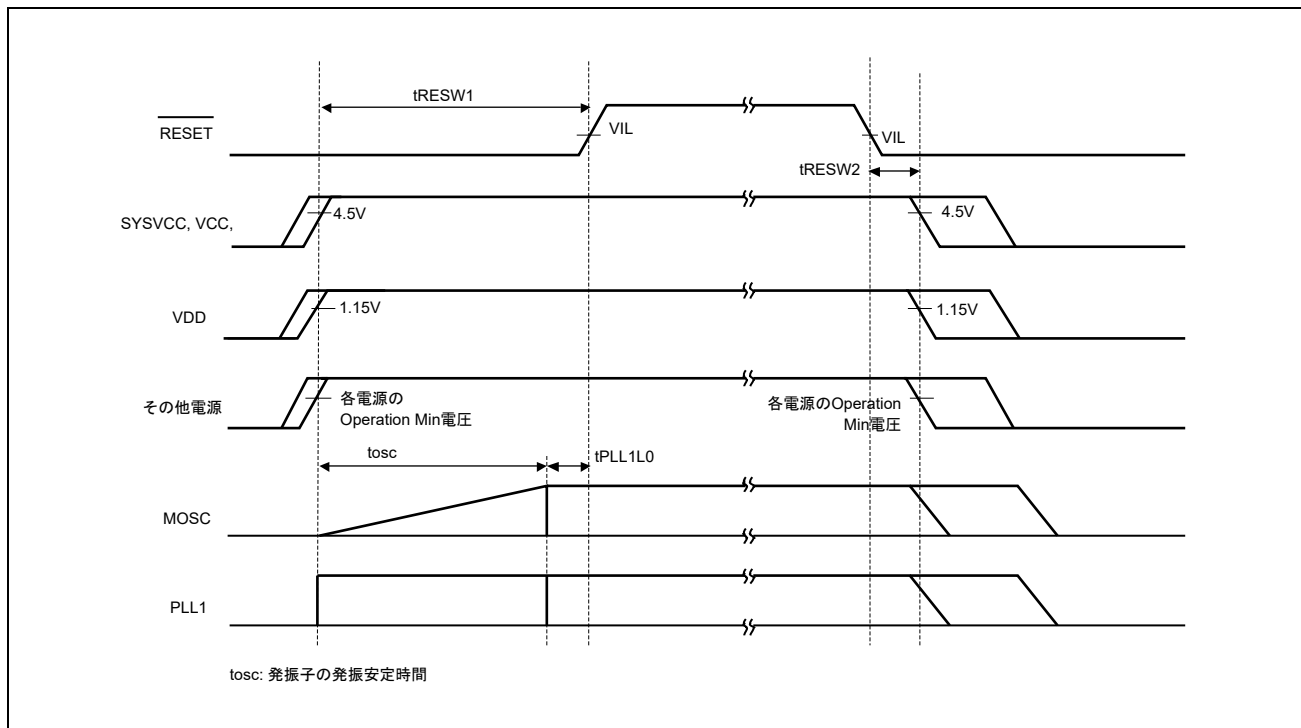 tRESW1
RESET
VIL
VIL
tRESW2
SYSVCC, VCC,
4.5V
4.5V
VDD
1.15V
1.15V
その他電源
各電源の
Operation Min電圧
各電源のOperation
Min電圧
tosc
tPLL1L0
MOSC
PLL1
tosc: 発振子の発振安定時間